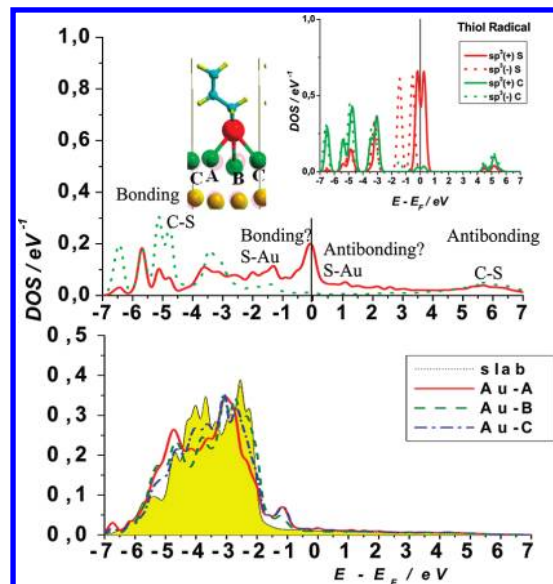 Thiol Radical
sp³(+) S
sp³(-) S
sp³(+) C
sp³(-) C
DOS / eV⁻¹
1,0
0,5
0,0
-7 -6 -5 -4 -3 -2 -1 0 1 2 3 4 5 6 7
E - E_F / eV
DOS / eV⁻¹
1,0
0,8
0,6
0,4
0,2
0,0
C A B C
Bonding
C-S
Bonding?
S-Au
Antibonding?
S-Au
Antibonding
C-S
-7 -6 -5 -4 -3 -2 -1 0 1 2 3 4 5 6 7
0,5
0,4
0,3
0,2
0,1
0,0
slab
Au-A
Au-B
Au-C
-7 -6 -5 -4 -3 -2 -1 0 1 2 3 4 5 6 7
E - E_F / eV